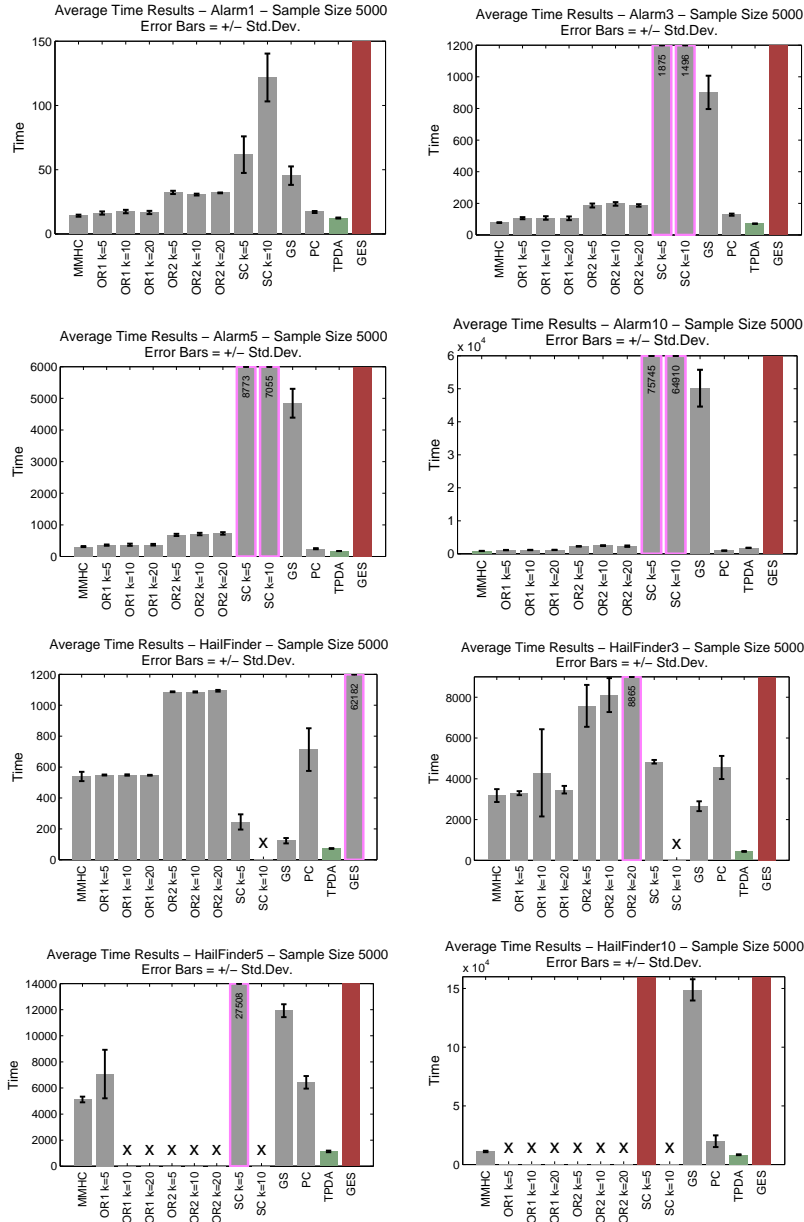 Average Time Results – Alarm1 – Sample Size 5000
Error Bars = +/– Std.Dev.
150
100
50
0
Time
MMHC
OR1 k=5
OR1 k=10
OR1 k=20
OR2 k=5
OR2 k=10
OR2 k=20
SC k=5
SC k=10
GS
PC
TPDA
GES
Average Time Results – Alarm3 – Sample Size 5000
Error Bars = +/– Std.Dev.
1200
1000
800
600
400
200
0
Time
1875
1496
MMHC
OR1 k=5
OR1 k=10
OR1 k=20
OR2 k=5
OR2 k=10
OR2 k=20
SC k=5
SC k=10
GS
PC
TPDA
GES
Average Time Results – Alarm5 – Sample Size 5000
Error Bars = +/– Std.Dev.
6000
5000
4000
3000
2000
1000
0
Time
8773
7055
MMHC
OR1 k=5
OR1 k=10
OR1 k=20
OR2 k=5
OR2 k=10
OR2 k=20
SC k=5
SC k=10
GS
PC
TPDA
GES
Average Time Results – Alarm10 – Sample Size 5000
Error Bars = +/– Std.Dev.
x 10^4
6
5
4
3
2
1
0
Time
75745
64910
MMHC
OR1 k=5
OR1 k=10
OR1 k=20
OR2 k=5
OR2 k=10
OR2 k=20
SC k=5
SC k=10
GS
PC
TPDA
GES
Average Time Results – HailFinder – Sample Size 5000
Error Bars = +/– Std.Dev.
1200
1000
800
600
400
200
0
Time
X
62182
MMHC
OR1 k=5
OR1 k=10
OR1 k=20
OR2 k=5
OR2 k=10
OR2 k=20
SC k=5
SC k=10
GS
PC
TPDA
GES
Average Time Results – HailFinder3 – Sample Size 5000
Error Bars = +/– Std.Dev.
8000
6000
4000
2000
0
Time
8865
X
MMHC
OR1 k=5
OR1 k=10
OR1 k=20
OR2 k=5
OR2 k=10
OR2 k=20
SC k=5
SC k=10
GS
PC
TPDA
GES
Average Time Results – HailFinder5 – Sample Size 5000
Error Bars = +/– Std.Dev.
14000
12000
10000
8000
6000
4000
2000
0
Time
27508
X X X X X X
MMHC
OR1 k=5
OR1 k=10
OR1 k=20
OR2 k=5
OR2 k=10
OR2 k=20
SC k=5
SC k=10
GS
PC
TPDA
GES
Average Time Results – HailFinder10 – Sample Size 5000
Error Bars = +/– Std.Dev.
x 10^4
15
10
5
0
Time
X X X X X X X
MMHC
OR1 k=5
OR1 k=10
OR1 k=20
OR2 k=5
OR2 k=10
OR2 k=20
SC k=5
SC k=10
GS
PC
TPDA
GES